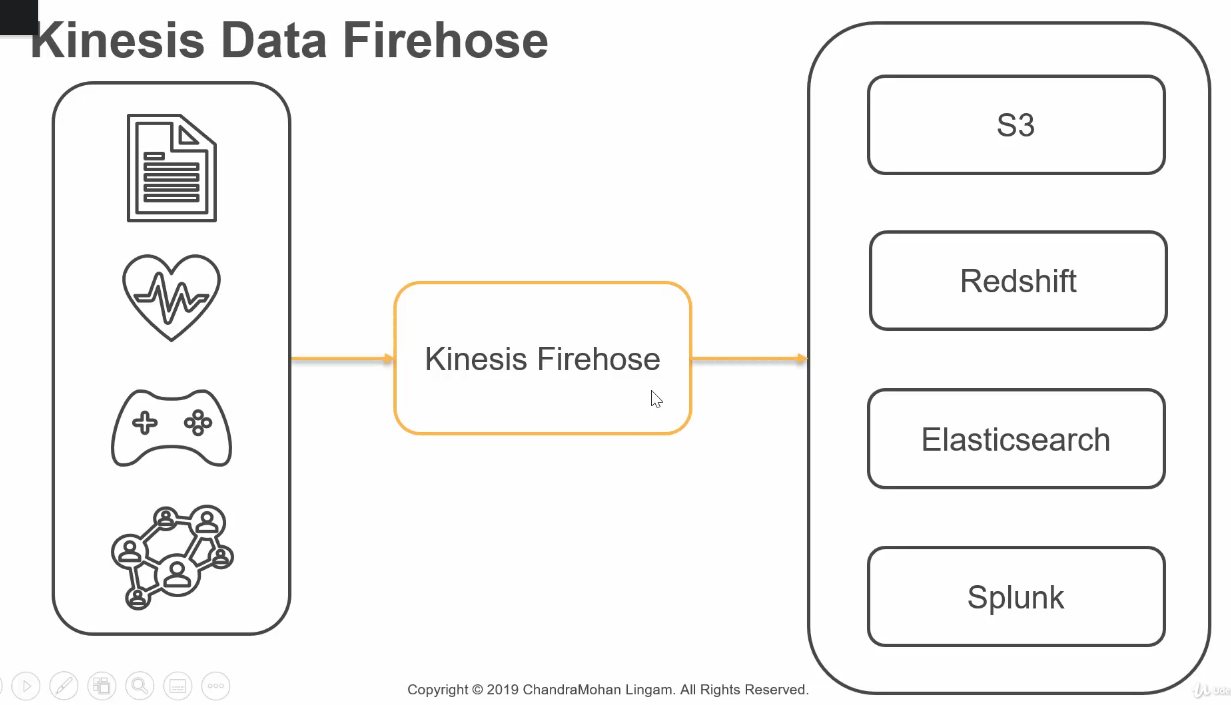 Kinesis Data Firehose
Kinesis Firehose
S3
Redshift
Elasticsearch
Splunk
Copyright © 2019 ChandraMohan Lingam. All Rights Reserved.